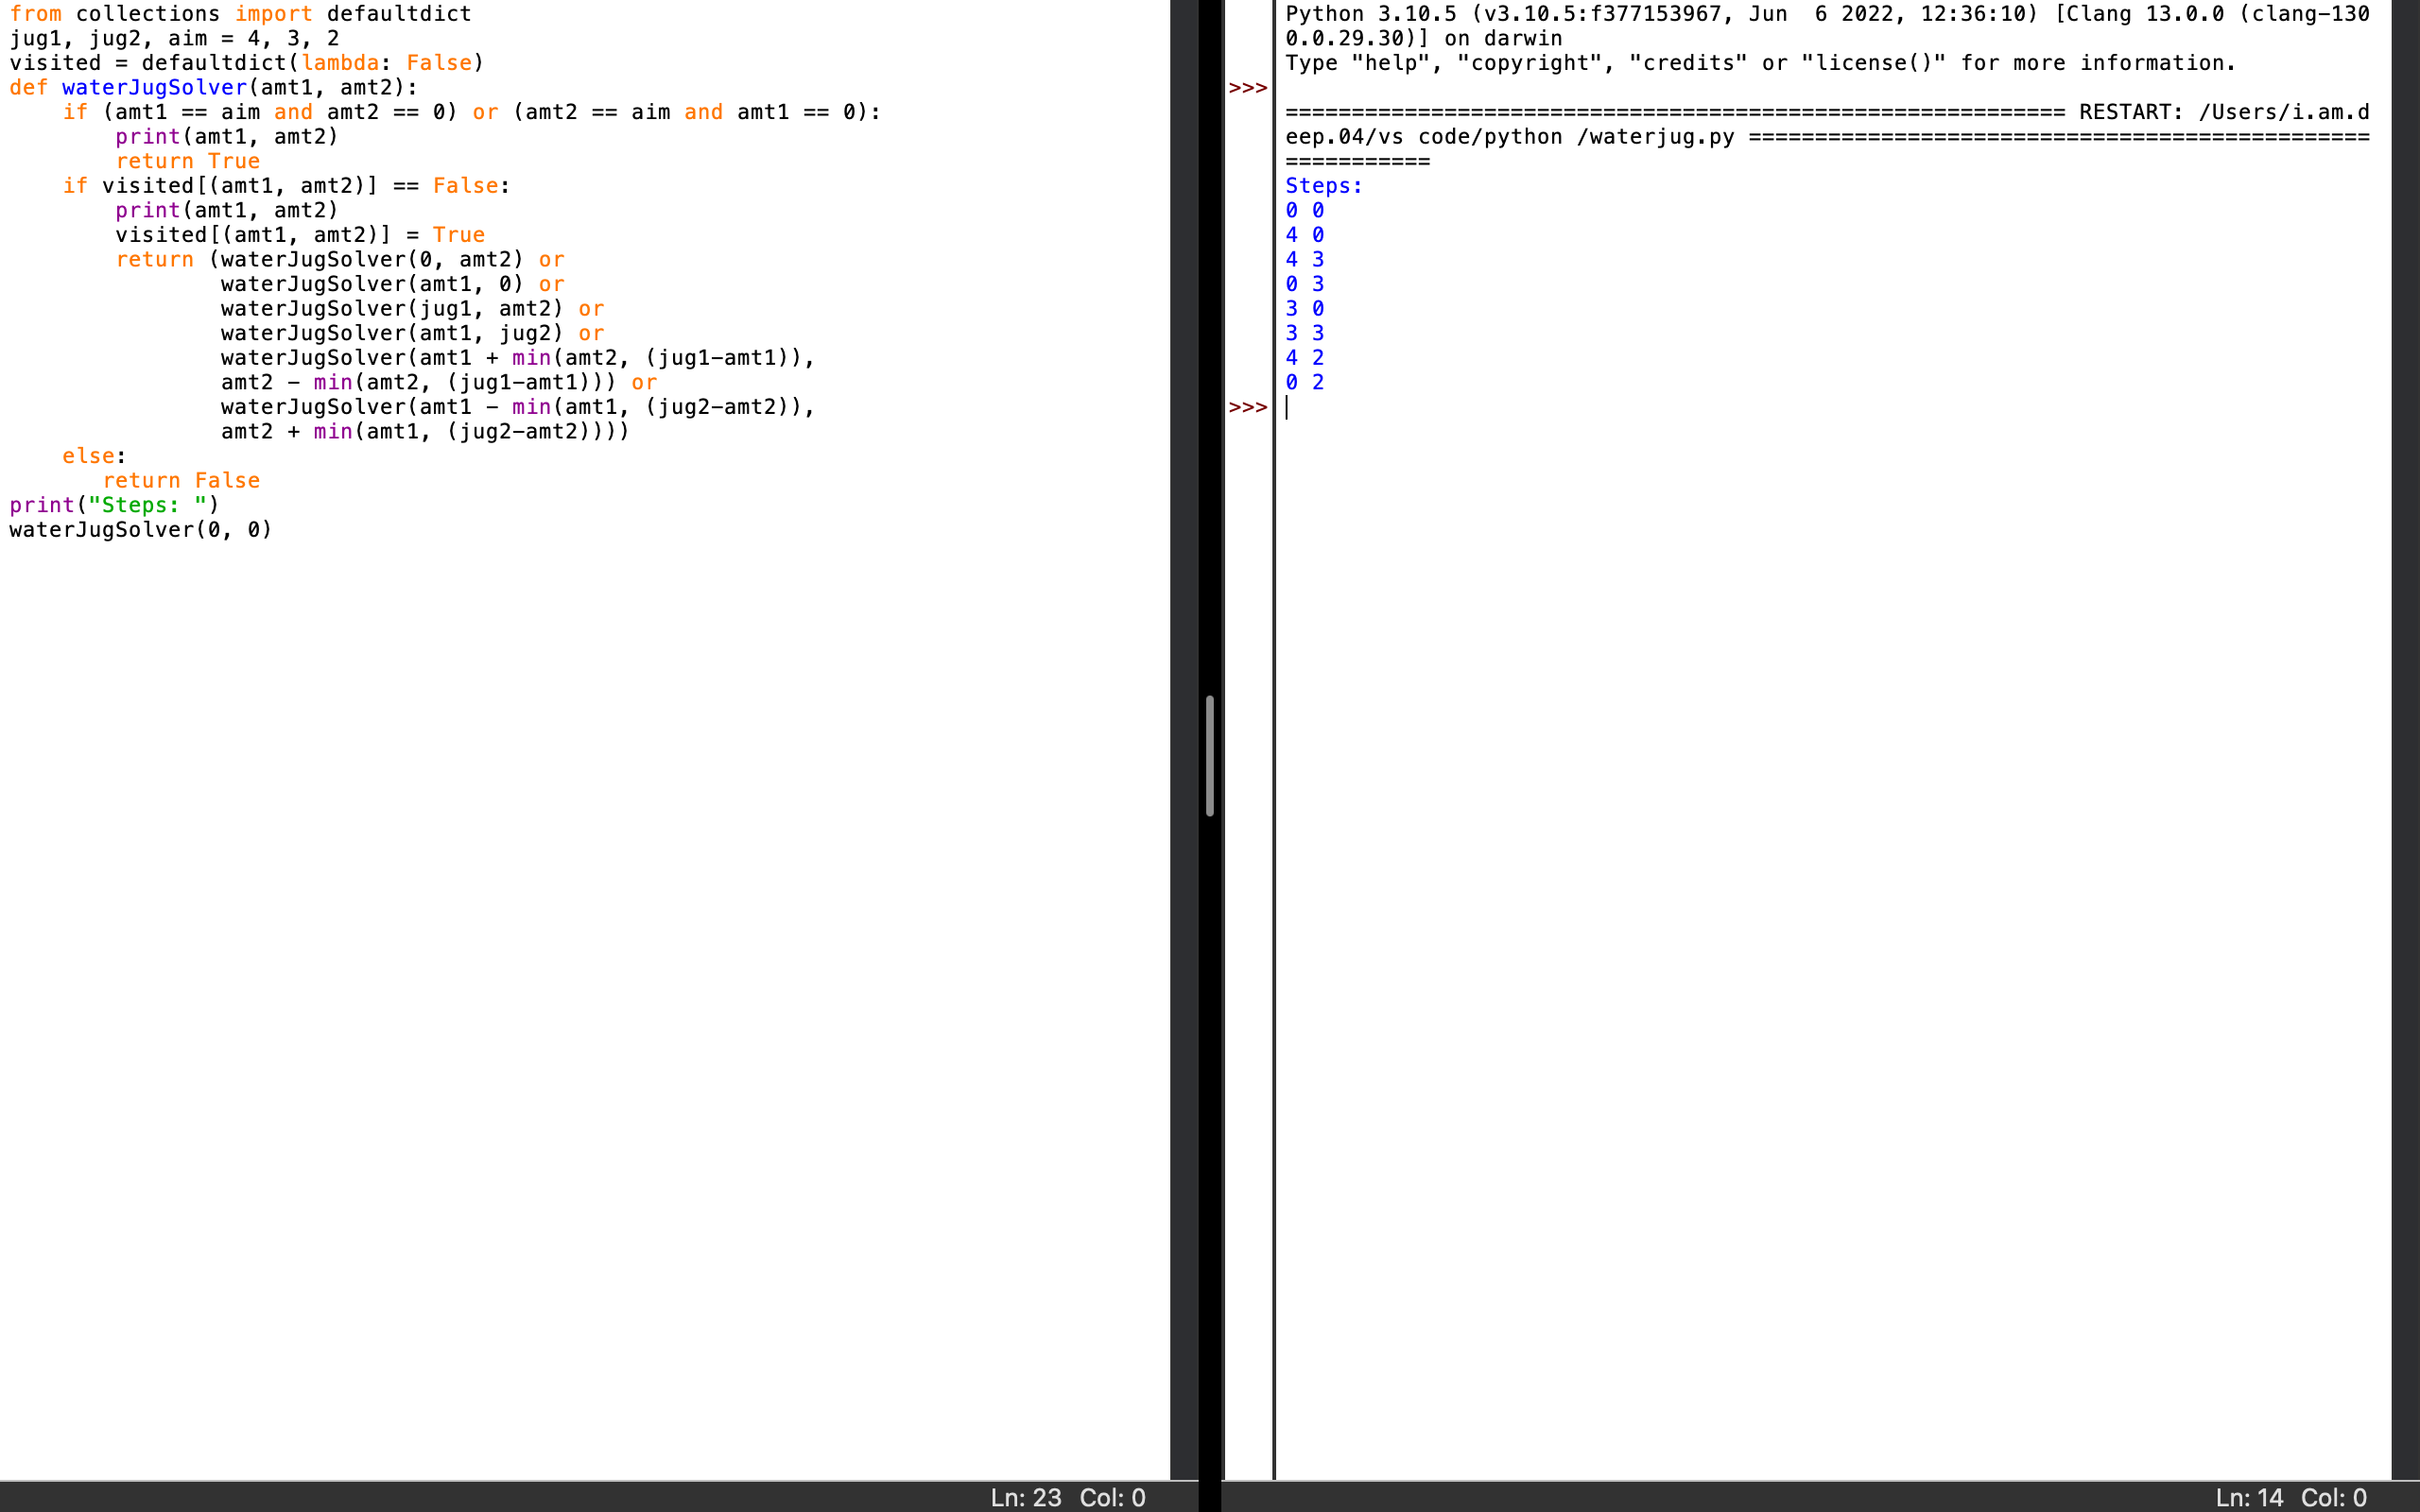 from collections import defaultdict
jug1, jug2, aim = 4, 3, 2
visited = defaultdict(lambda: False)
def waterJugSolver(amt1, amt2):
    if (amt1 == aim and amt2 == 0) or (amt2 == aim and amt1 == 0):
        print(amt1, amt2)
        return True
    if visited[(amt1, amt2)] == False:
        print(amt1, amt2)
        visited[(amt1, amt2)] = True
        return (waterJugSolver(0, amt2) or
                waterJugSolver(amt1, 0) or
                waterJugSolver(jug1, amt2) or
                waterJugSolver(amt1, jug2) or
                waterJugSolver(amt1 + min(amt2, (jug1-amt1)),
                amt2 - min(amt2, (jug1-amt1))) or
                waterJugSolver(amt1 - min(amt1, (jug2-amt2)),
                amt2 + min(amt1, (jug2-amt2))))
    else:
       return False
print("Steps: ")
waterJugSolver(0, 0)
Ln: 23 Col: 0
Python 3.10.5 (v3.10.5:f377153967, Jun  6 2022, 12:36:10) [Clang 13.0.0 (clang-130
0.0.29.30)] on darwin
Type "help", "copyright", "credits" or "license()" for more information.
>>>
=========================================================== RESTART: /Users/i.am.d
eep.04/vs code/python /waterjug.py ===============================================
===========
Steps:
0 0
4 0
4 3
0 3
3 0
3 3
4 2
0 2
>>>
Ln: 14 Col: 0